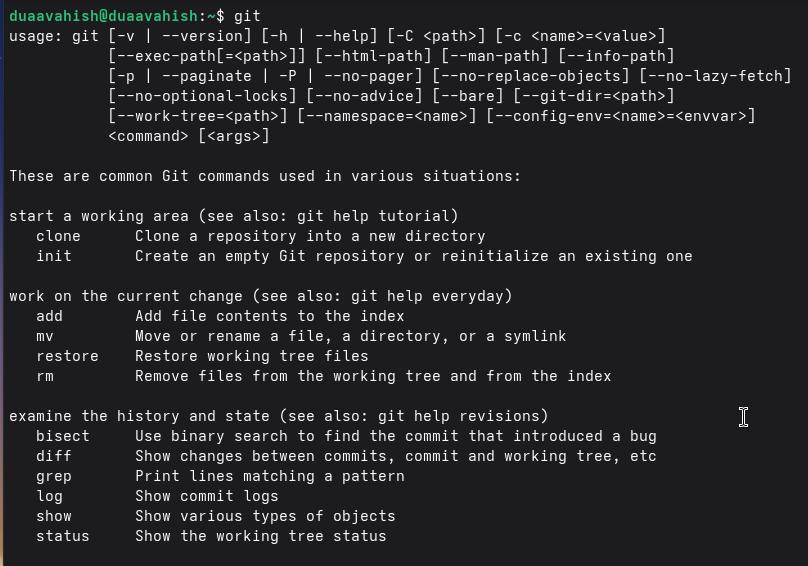 duaavahish@duaavahish:~$ git
usage: git [-v | --version] [-h | --help] [-C <path>] [-c <name>=<value>]
           [--exec-path[=<path>]] [--html-path] [--man-path] [--info-path]
           [-p | --paginate | -P | --no-pager] [--no-replace-objects] [--no-lazy-fetch]
           [--no-optional-locks] [--no-advice] [--bare] [--git-dir=<path>]
           [--work-tree=<path>] [--namespace=<name>] [--config-env=<name>=<envvar>]
           <command> [<args>]

These are common Git commands used in various situations:

start a working area (see also: git help tutorial)
   clone      Clone a repository into a new directory
   init       Create an empty Git repository or reinitialize an existing one

work on the current change (see also: git help everyday)
   add        Add file contents to the index
   mv         Move or rename a file, a directory, or a symlink
   restore    Restore working tree files
   rm         Remove files from the working tree and from the index

examine the history and state (see also: git help revisions)
   bisect     Use binary search to find the commit that introduced a bug
   diff       Show changes between commits, commit and working tree, etc
   grep       Print lines matching a pattern
   log        Show commit logs
   show       Show various types of objects
   status     Show the working tree status